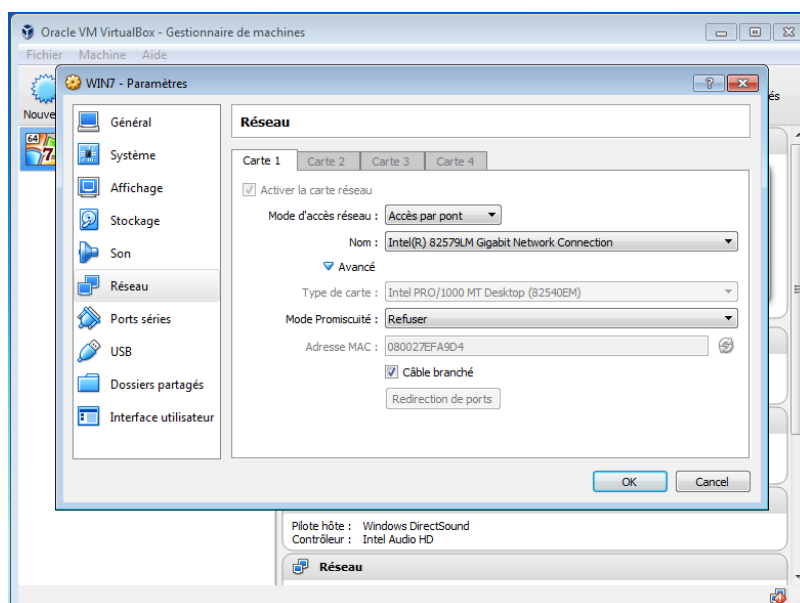 Oracle VM VirtualBox - Gestionnaire de machines
Fichier Machine Aide
WIN7 - Paramètres
Nouve
és
64
7
Général
Système
Affichage
Stockage
Son
Réseau
Ports séries
USB
Dossiers partagés
Interface utilisateur
Réseau
Carte 1 Carte 2 Carte 3 Carte 4
Activer la carte réseau
Mode d'accès réseau : Accès par pont
Nom : Intel(R) 82579LM Gigabit Network Connection
Avancé
Type de carte : Intel PRO/1000 MT Desktop (82540EM)
Mode Promiscuité : Refuser
Adresse MAC : 080027EFA9D4
Câble branché
Redirection de ports
OK Cancel
Pilote hôte : Windows DirectSound
Contrôleur : Intel Audio HD
Réseau